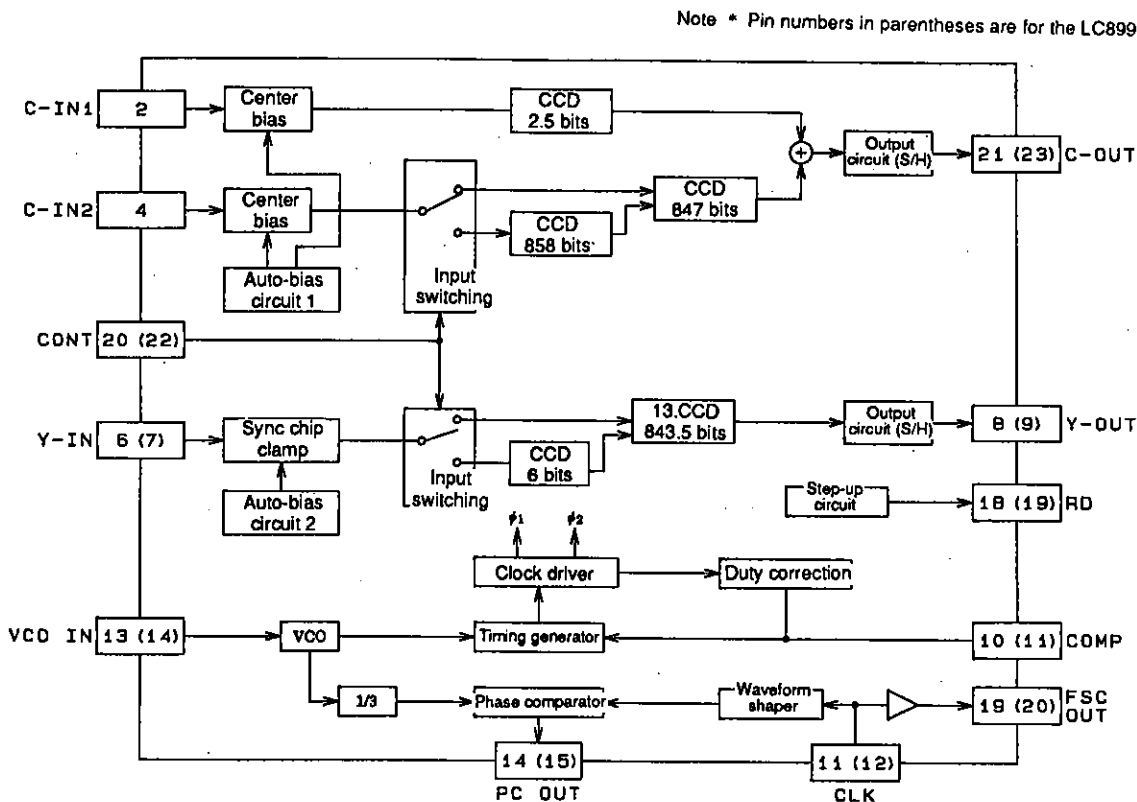 Note * Pin numbers in parentheses are for the LC899
C-IN1
2
Center
bias
CCD
2.5 bits
+
Output
circuit (S/H)
21 (23)
C-OUT
C-IN2
4
Center
bias
CCD
847 bits
CCD
858 bits
Auto-bias
circuit 1
Input
switching
CONT
20 (22)
Y-IN
6 (7)
Sync chip
clamp
13.CCD
843.5 bits
Output
circuit (S/H)
8 (9)
Y-OUT
CCD
6 bits
Input
switching
Auto-bias
circuit 2
Step-up
circuit
18 (19)
RD
ϕ1
ϕ2
Clock driver
Duty correction
VCO IN
13 (14)
VCO
Timing generator
10 (11)
COMP
1/3
Phase comparator
Waveform
shaper
19 (20)
FSC
OUT
14 (15)
PC OUT
11 (12)
CLK